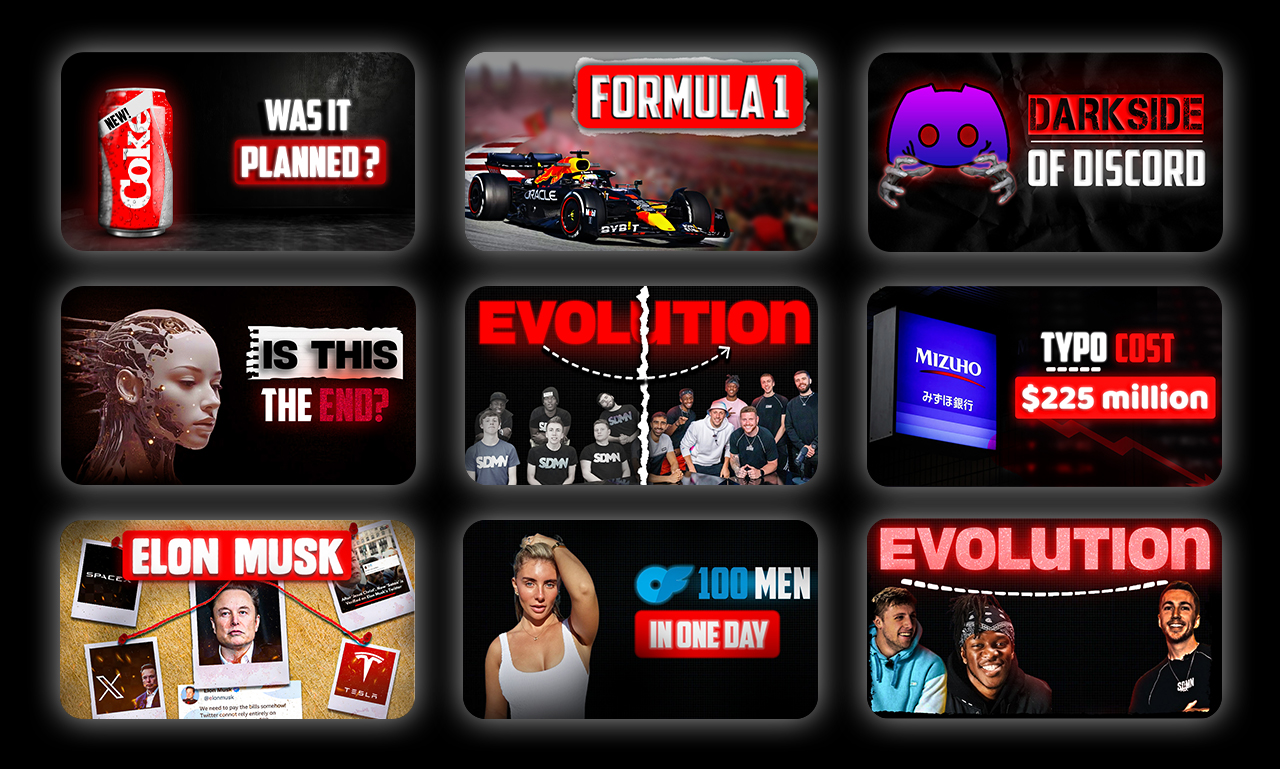 NEW!
Coke
WAS IT
PLANNED ?
FORMULA 1
ORACLE
BYBIT
DARKSIDE
OF DISCORD
IS THIS
THE END?
EVOLUTION
SDMN
SDMN
SDMN
SDMN
SDMN
MIZUHO
みずほ銀行
TYPO COST
$225 million
ELON MUSK
SPACEX
X
TESLA
Elon Musk
@elonmusk
We need to pay the bills somehow!
Twitter cannot rely entirely on
OF 100 MEN
IN ONE DAY
EVOLUTION
SDMN